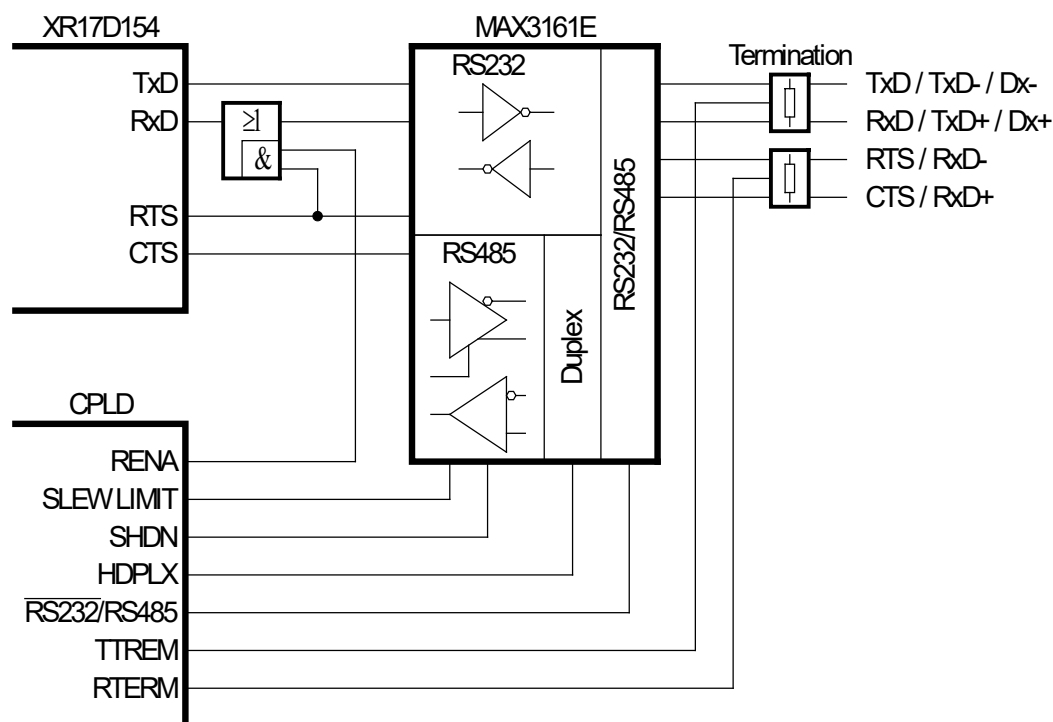 XR17D154
MAX3161E
Termination
TxD
RxD
RTS
CTS
≥1
&
RS232
RS485
Duplex
RS232/RS485
TxD / TxD- / Dx-
RxD / TxD+ / Dx+
RTS / RxD-
CTS / RxD+
CPLD
RENA
SLEW LIMIT
SHDN
HDPLX
RS232/RS485
TTREM
RTERM